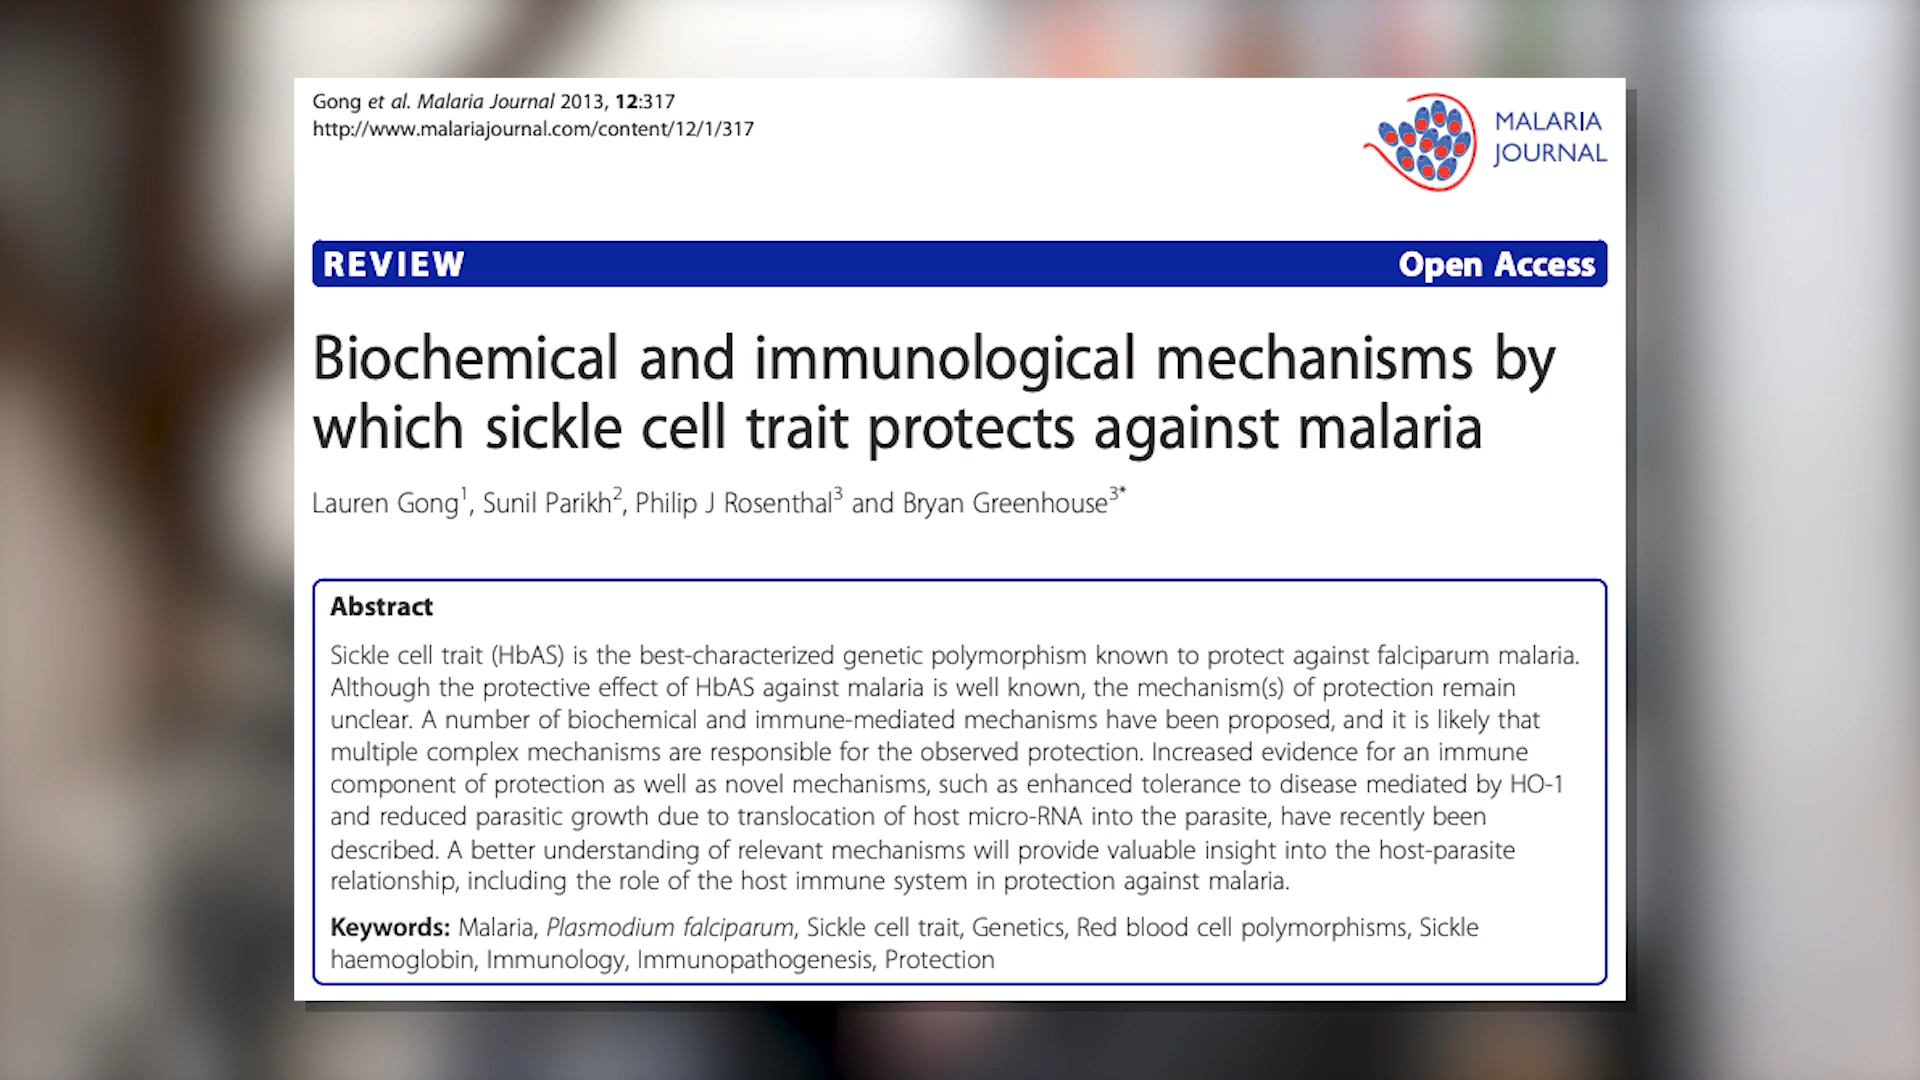 Gong et al. Malaria Journal 2013, 12:317
http://www.malariajournal.com/content/12/1/317
MALARIA
JOURNAL
REVIEW Open Access
Biochemical and immunological mechanisms by
which sickle cell trait protects against malaria
Lauren Gong1, Sunil Parikh2, Philip J Rosenthal3 and Bryan Greenhouse3*
Abstract
Sickle cell trait (HbAS) is the best-characterized genetic polymorphism known to protect against falciparum malaria.
Although the protective effect of HbAS against malaria is well known, the mechanism(s) of protection remain
unclear. A number of biochemical and immune-mediated mechanisms have been proposed, and it is likely that
multiple complex mechanisms are responsible for the observed protection. Increased evidence for an immune
component of protection as well as novel mechanisms, such as enhanced tolerance to disease mediated by HO-1
and reduced parasitic growth due to translocation of host micro-RNA into the parasite, have recently been
described. A better understanding of relevant mechanisms will provide valuable insight into the host-parasite
relationship, including the role of the host immune system in protection against malaria.
Keywords: Malaria, Plasmodium falciparum, Sickle cell trait, Genetics, Red blood cell polymorphisms, Sickle
haemoglobin, Immunology, Immunopathogenesis, Protection